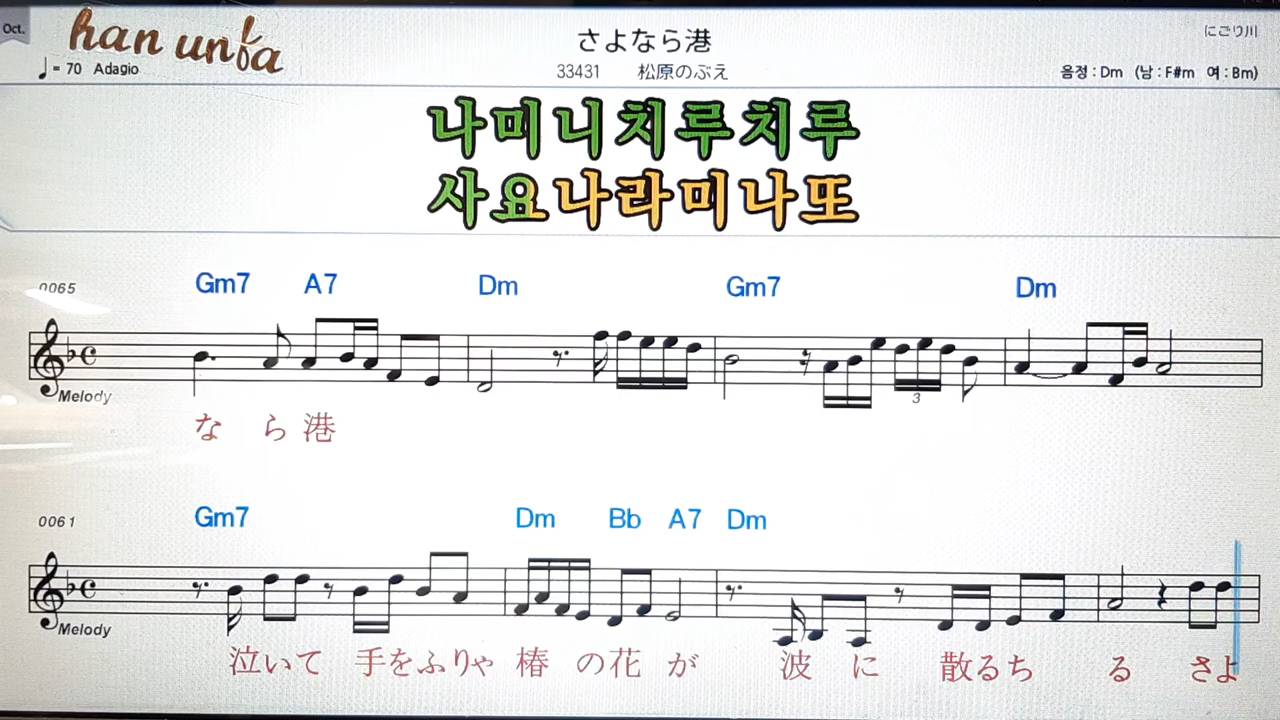 Oct.
han unba
さよなら港
にごり川
♩= 70 Adagio
33431 松原のぶえ
음정 : Dm (남 : F#m 여 : Bm)
나미니치루치루
사요나라미나또
0065
Gm7 A7 Dm Gm7 Dm
3
Melody
な ら 港
0061
Gm7 Dm Bb A7 Dm
Melody
泣いて 手をふりゃ 椿 の花 が 波 に 散るち る さよ